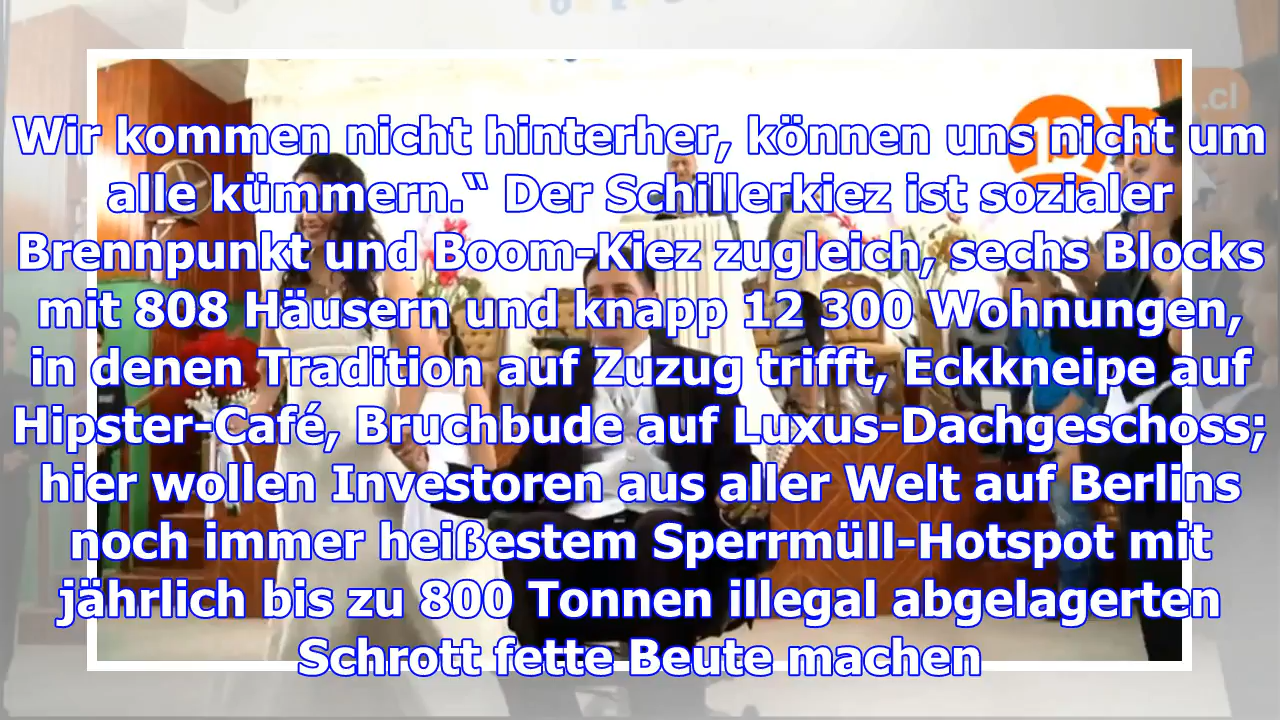 Wir kommen nicht hinterher, können uns nicht um
alle kümmern.“ Der Schillerkiez ist sozialer
Brennpunkt und Boom-Kiez zugleich, sechs Blocks
mit 808 Häusern und knapp 12 300 Wohnungen,
in denen Tradition auf Zuzug trifft, Eckkneipe auf
Hipster-Café, Bruchbude auf Luxus-Dachgeschoss;
hier wollen Investoren aus aller Welt auf Berlins
noch immer heißestem Sperrmüll-Hotspot mit
jährlich bis zu 800 Tonnen illegal abgelagerten
Schrott fette Beute machen
13
.cl